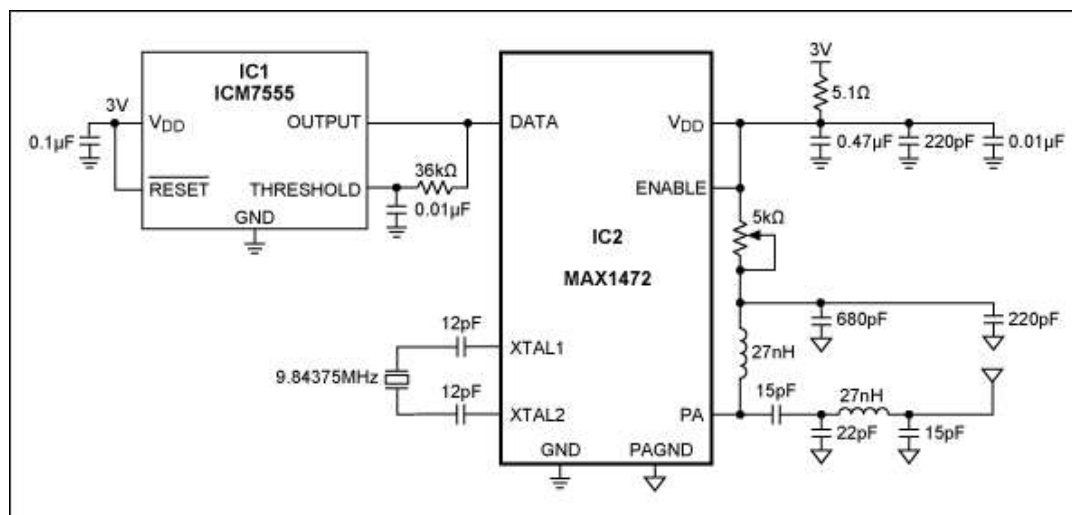 IC1
ICM7555
3V
VDD
OUTPUT
0.1µF
36kΩ
RESET
THRESHOLD
0.01µF
GND
DATA
VDD
ENABLE
IC2
MAX1472
3V
5.1Ω
0.47µF
220pF
0.01µF
5kΩ
680pF
220pF
27nH
12pF
XTAL1
9.84375MHz
12pF
XTAL2
15pF
27nH
PA
22pF
15pF
GND
PAGND